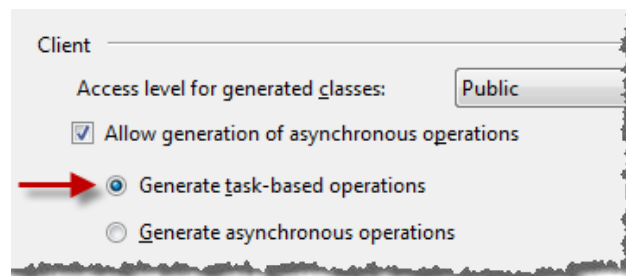 Client
Access level for generated classes: Public
Allow generation of asynchronous operations
Generate task-based operations
Generate asynchronous operations